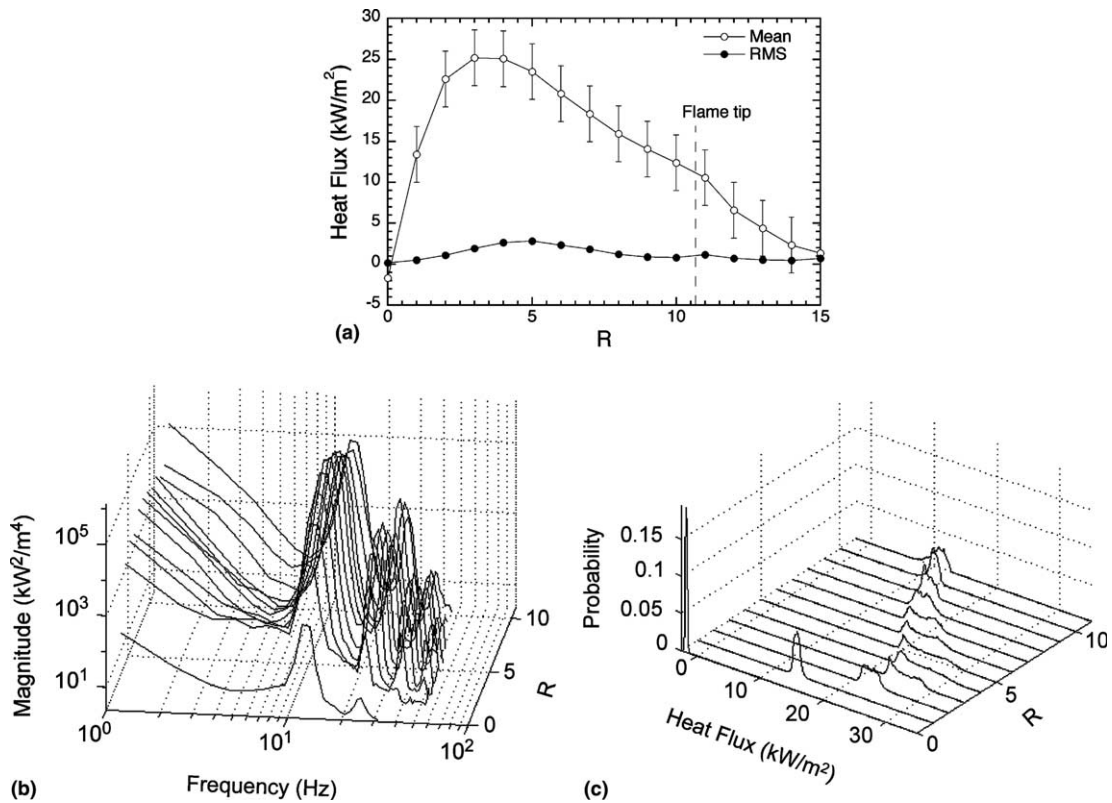 30
25
20
15
10
5
0
-5
Heat Flux (kW/m²)
Mean
RMS
Flame tip
0 5 10 15
R
(a)
10⁵
10³
10¹
Magnitude (kW²/m⁴)
10⁰ 10¹ 10²
Frequency (Hz)
10
5
0
R
(b)
0.15
0.1
0.05
0
Probability
0 10 20 30
Heat Flux (kW/m²)
10
5
0
R
(c)